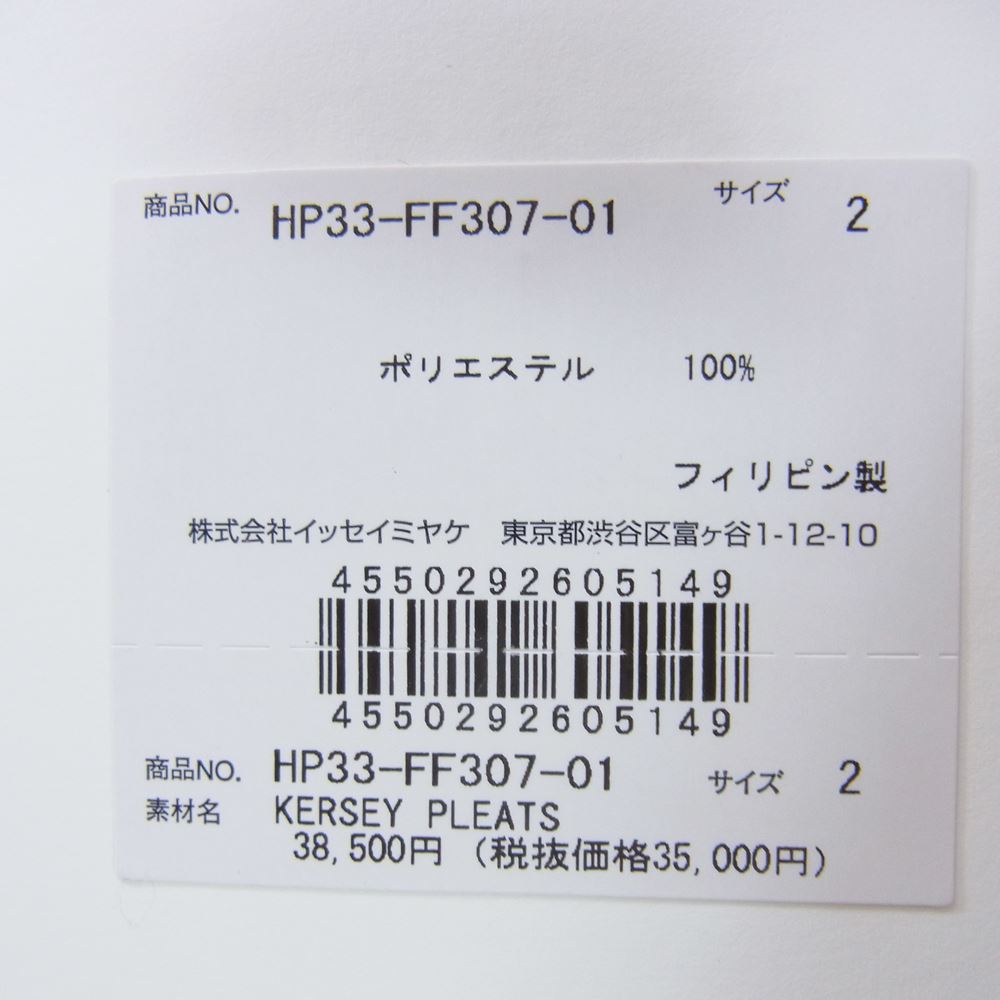 商品NO. HP33-FF307-01 サイズ 2
ポリエステル 100%
フィリピン製
株式会社イッセイミヤケ 東京都渋谷区富ヶ谷1-12-10
4550292605149
4550292605149
商品NO. HP33-FF307-01 サイズ 2
素材名 KERSEY PLEATS
38,500円 (税抜価格35,000円)